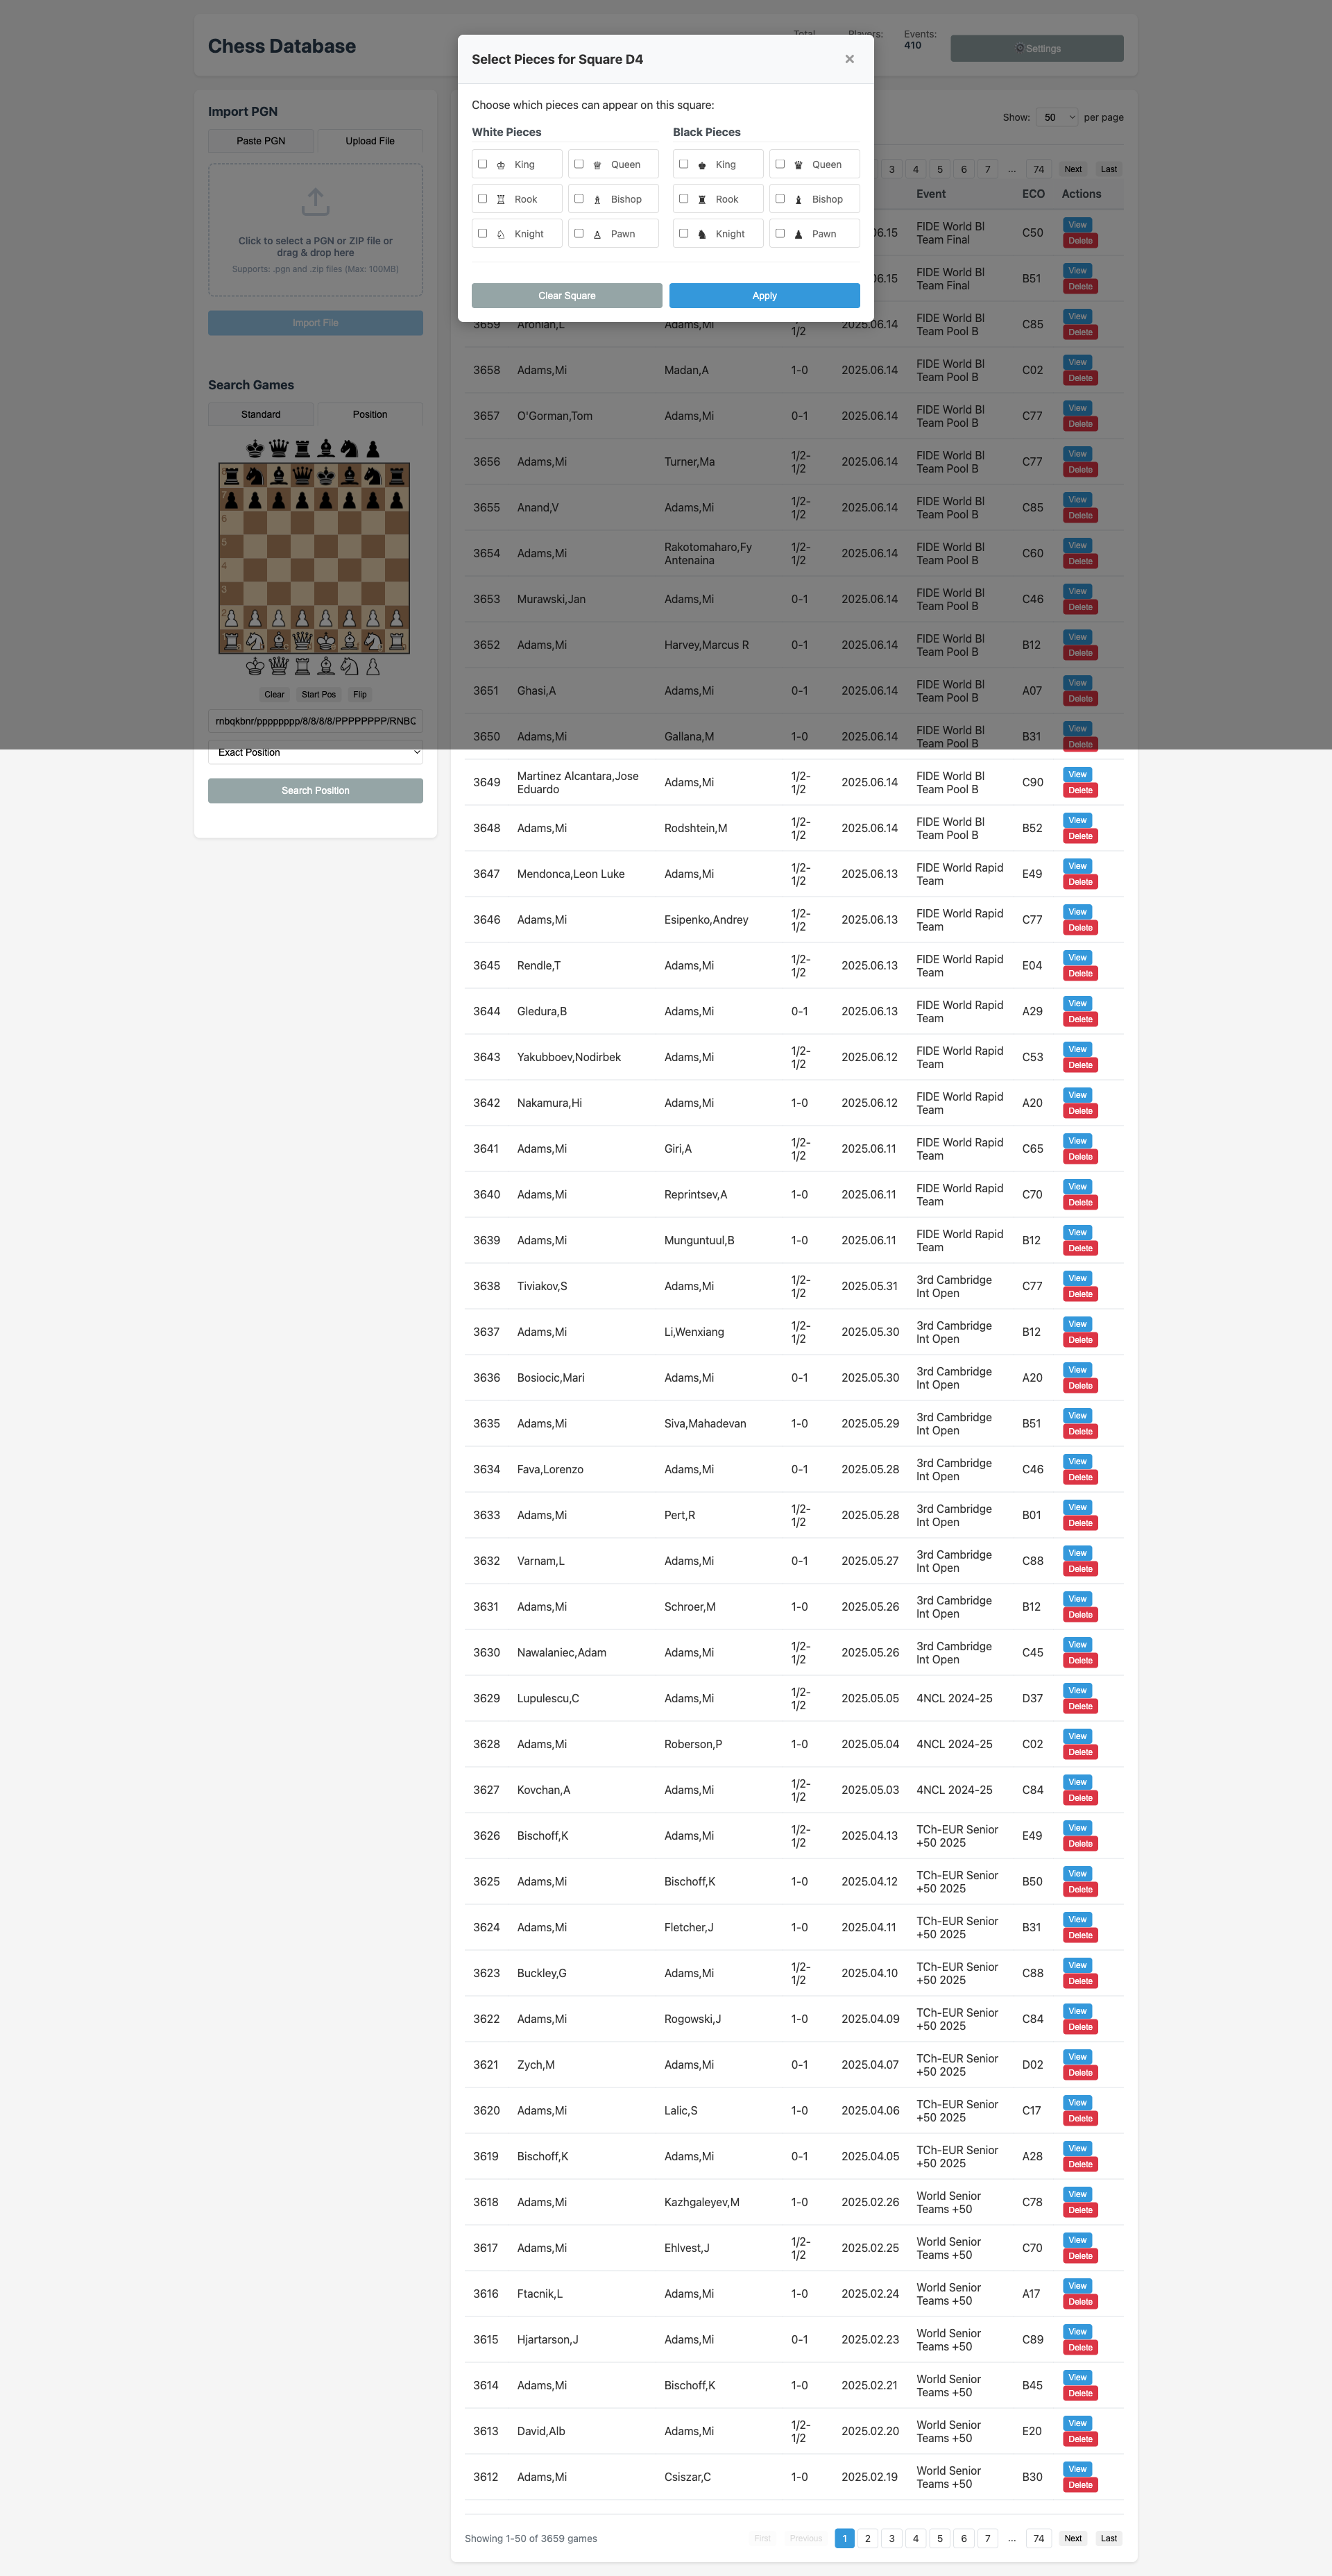 Chess Database
Total
Players:
Events:
410
Settings
Select Pieces for Square D4
×
Choose which pieces can appear on this square:
White Pieces
Black Pieces
♔ King
♕ Queen
♚ King
♛ Queen
♖ Rook
♗ Bishop
♜ Rook
♝ Bishop
♘ Knight
♙ Pawn
♞ Knight
♟ Pawn
Clear Square
Apply
Import PGN
Paste PGN
Upload File
Click to select a PGN or ZIP file or
drag & drop here
Supports: .pgn and .zip files (Max: 100MB)
Import File
Search Games
Standard
Position
7
6
5
4
3
2
Clear
Start Pos
Flip
rnbqkbnr/pppppppp/8/8/8/8/PPPPPPPP/RNBQ
Exact Position
Search Position
Show: 50 per page
3 4 5 6 7 ... 74 Next Last
Event ECO Actions
06.15 FIDE World Bl Team Final C50 View Delete
06.15 FIDE World Bl Team Final B51 View Delete
3659 Aronian,L Adams,Mi 1/2 2025.06.14 FIDE World Bl Team Pool B C85 View Delete
3658 Adams,Mi Madan,A 1-0 2025.06.14 FIDE World Bl Team Pool B C02 View Delete
3657 O'Gorman,Tom Adams,Mi 0-1 2025.06.14 FIDE World Bl Team Pool B C77 View Delete
3656 Adams,Mi Turner,Ma 1/2-1/2 2025.06.14 FIDE World Bl Team Pool B C77 View Delete
3655 Anand,V Adams,Mi 1/2-1/2 2025.06.14 FIDE World Bl Team Pool B C85 View Delete
3654 Adams,Mi Rakotomaharo,Fy Antenaina 1/2-1/2 2025.06.14 FIDE World Bl Team Pool B C60 View Delete
3653 Murawski,Jan Adams,Mi 0-1 2025.06.14 FIDE World Bl Team Pool B C46 View Delete
3652 Adams,Mi Harvey,Marcus R 0-1 2025.06.14 FIDE World Bl Team Pool B B12 View Delete
3651 Ghasi,A Adams,Mi 0-1 2025.06.14 FIDE World Bl Team Pool B A07 View Delete
3650 Adams,Mi Gallana,M 1-0 2025.06.14 FIDE World Bl Team Pool B B31 View Delete
3649 Martinez Alcantara,Jose Eduardo Adams,Mi 1/2-1/2 2025.06.14 FIDE World Bl Team Pool B C90 View Delete
3648 Adams,Mi Rodshtein,M 1/2-1/2 2025.06.14 FIDE World Bl Team Pool B B52 View Delete
3647 Mendonca,Leon Luke Adams,Mi 1/2-1/2 2025.06.13 FIDE World Rapid Team E49 View Delete
3646 Adams,Mi Esipenko,Andrey 1/2-1/2 2025.06.13 FIDE World Rapid Team C77 View Delete
3645 Rendle,T Adams,Mi 1/2-1/2 2025.06.13 FIDE World Rapid Team E04 View Delete
3644 Gledura,B Adams,Mi 0-1 2025.06.13 FIDE World Rapid Team A29 View Delete
3643 Yakubboev,Nodirbek Adams,Mi 1/2-1/2 2025.06.12 FIDE World Rapid Team C53 View Delete
3642 Nakamura,Hi Adams,Mi 1-0 2025.06.12 FIDE World Rapid Team A20 View Delete
3641 Adams,Mi Giri,A 1/2-1/2 2025.06.11 FIDE World Rapid Team C65 View Delete
3640 Adams,Mi Reprintsev,A 1-0 2025.06.11 FIDE World Rapid Team C70 View Delete
3639 Adams,Mi Munguntuul,B 1-0 2025.06.11 FIDE World Rapid Team B12 View Delete
3638 Tiviakov,S Adams,Mi 1/2-1/2 2025.05.31 3rd Cambridge Int Open C77 View Delete
3637 Adams,Mi Li,Wenxiang 1/2-1/2 2025.05.30 3rd Cambridge Int Open B12 View Delete
3636 Bosiocic,Mari Adams,Mi 0-1 2025.05.30 3rd Cambridge Int Open A20 View Delete
3635 Adams,Mi Siva,Mahadevan 1-0 2025.05.29 3rd Cambridge Int Open B51 View Delete
3634 Fava,Lorenzo Adams,Mi 0-1 2025.05.28 3rd Cambridge Int Open C46 View Delete
3633 Adams,Mi Pert,R 1/2-1/2 2025.05.28 3rd Cambridge Int Open B01 View Delete
3632 Varnam,L Adams,Mi 0-1 2025.05.27 3rd Cambridge Int Open C88 View Delete
3631 Adams,Mi Schroer,M 1-0 2025.05.26 3rd Cambridge Int Open B12 View Delete
3630 Nawalaniec,Adam Adams,Mi 1/2-1/2 2025.05.26 3rd Cambridge Int Open C45 View Delete
3629 Lupulescu,C Adams,Mi 1/2-1/2 2025.05.05 4NCL 2024-25 D37 View Delete
3628 Adams,Mi Roberson,P 1-0 2025.05.04 4NCL 2024-25 C02 View Delete
3627 Kovchan,A Adams,Mi 1/2-1/2 2025.05.03 4NCL 2024-25 C84 View Delete
3626 Bischoff,K Adams,Mi 1/2-1/2 2025.04.13 TCh-EUR Senior +50 2025 E49 View Delete
3625 Adams,Mi Bischoff,K 1-0 2025.04.12 TCh-EUR Senior +50 2025 B50 View Delete
3624 Adams,Mi Fletcher,J 1-0 2025.04.11 TCh-EUR Senior +50 2025 B31 View Delete
3623 Buckley,G Adams,Mi 1/2-1/2 2025.04.10 TCh-EUR Senior +50 2025 C88 View Delete
3622 Adams,Mi Rogowski,J 1-0 2025.04.09 TCh-EUR Senior +50 2025 C84 View Delete
3621 Zych,M Adams,Mi 0-1 2025.04.07 TCh-EUR Senior +50 2025 D02 View Delete
3620 Adams,Mi Lalic,S 1-0 2025.04.06 TCh-EUR Senior +50 2025 C17 View Delete
3619 Bischoff,K Adams,Mi 0-1 2025.04.05 TCh-EUR Senior +50 2025 A28 View Delete
3618 Adams,Mi Kazhgaleyev,M 1-0 2025.02.26 World Senior Teams +50 C78 View Delete
3617 Adams,Mi Ehlvest,J 1/2-1/2 2025.02.25 World Senior Teams +50 C70 View Delete
3616 Ftacnik,L Adams,Mi 1-0 2025.02.24 World Senior Teams +50 A17 View Delete
3615 Hjartarson,J Adams,Mi 0-1 2025.02.23 World Senior Teams +50 C89 View Delete
3614 Adams,Mi Bischoff,K 1-0 2025.02.21 World Senior Teams +50 B45 View Delete
3613 David,Alb Adams,Mi 1/2-1/2 2025.02.20 World Senior Teams +50 E20 View Delete
3612 Adams,Mi Csiszar,C 1-0 2025.02.19 World Senior Teams +50 B30 View Delete
Showing 1-50 of 3659 games
First Previous 1 2 3 4 5 6 7 ... 74 Next Last